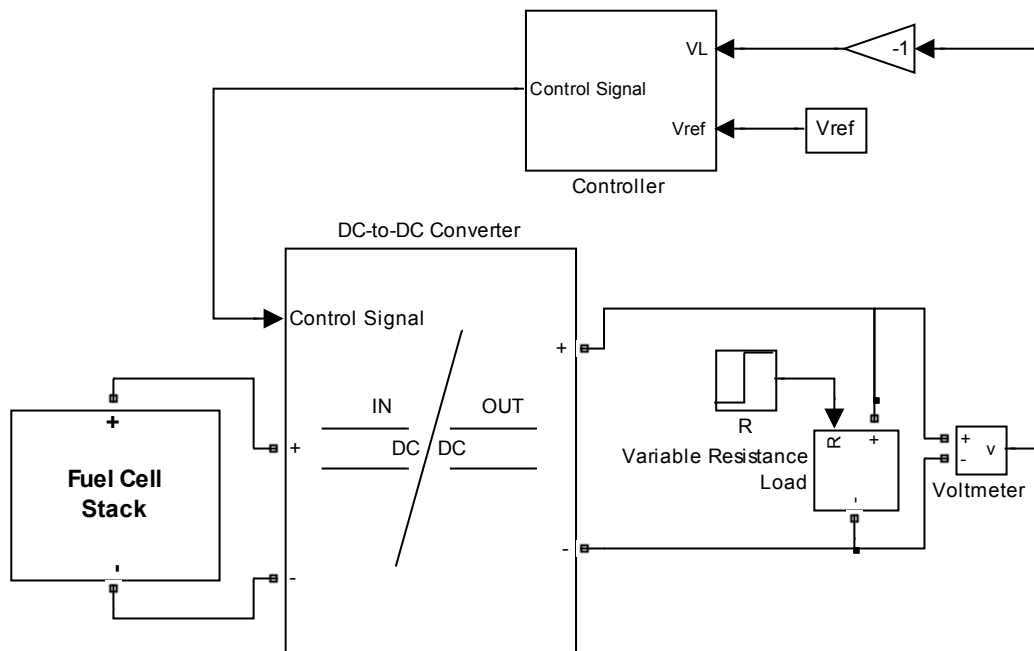 VL
-1
Control Signal
Vref
Vref
Controller
DC-to-DC Converter
Control Signal
+
+
IN
OUT
R
R
+
+
-
v
+
DC
DC
Variable Resistance
Load
Voltmeter
Fuel Cell
Stack
-
-
-
-